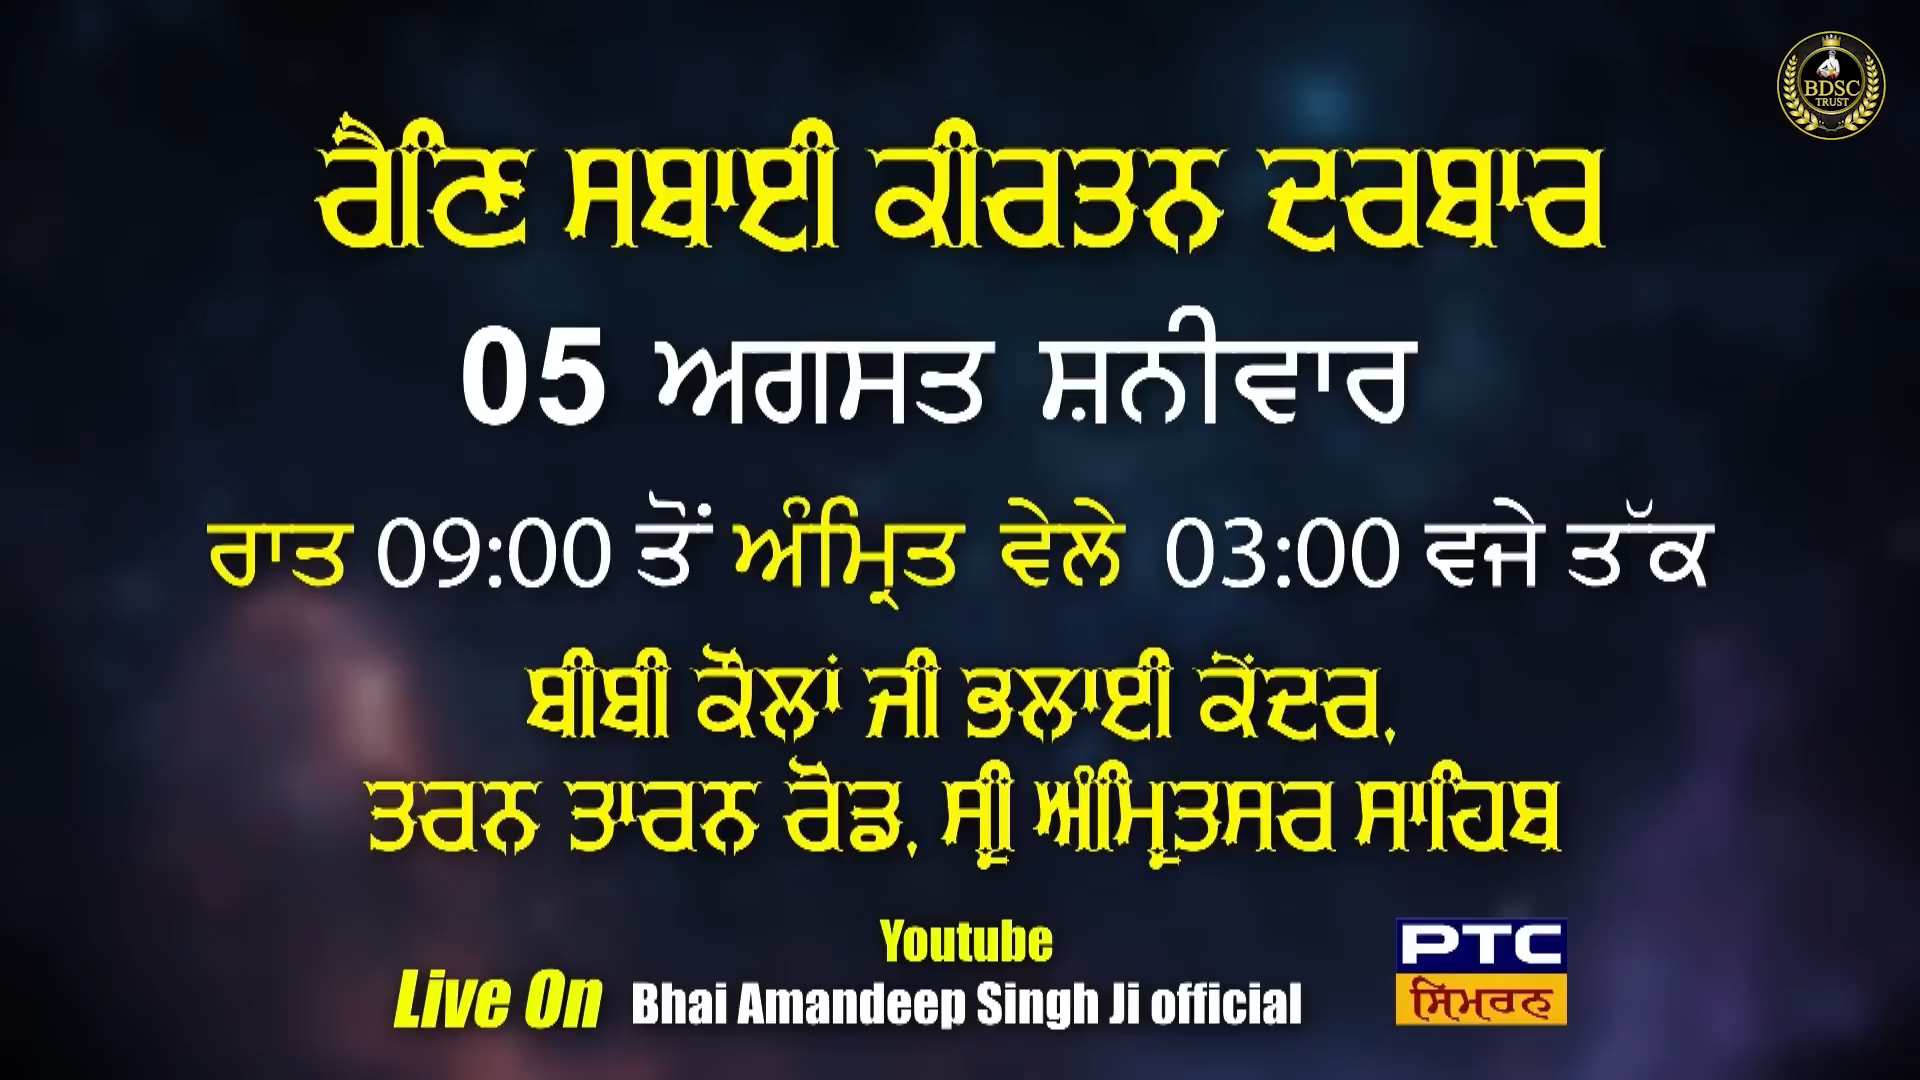 BDSC
TRUST
ਰੈਣਿ ਸਬਾਈ ਕੀਰਤਨ ਦਰਬਾਰ
05 ਅਗਸਤ ਸ਼ਨੀਵਾਰ
ਰਾਤ 09:00 ਤੋਂ ਅੰਮ੍ਰਿਤ ਵੇਲੇ 03:00 ਵਜੇ ਤੱਕ
ਬੀਬੀ ਕੌਲਾਂ ਜੀ ਭਲਾਈ ਕੇਂਦਰ,
ਤਰਨ ਤਾਰਨ ਰੋਡ, ਸ੍ਰੀ ਅੰਮ੍ਰਿਤਸਰ ਸਾਹਿਬ
Youtube
Live On Bhai Amandeep Singh Ji official
PTC
ਸਿਮਰਨ